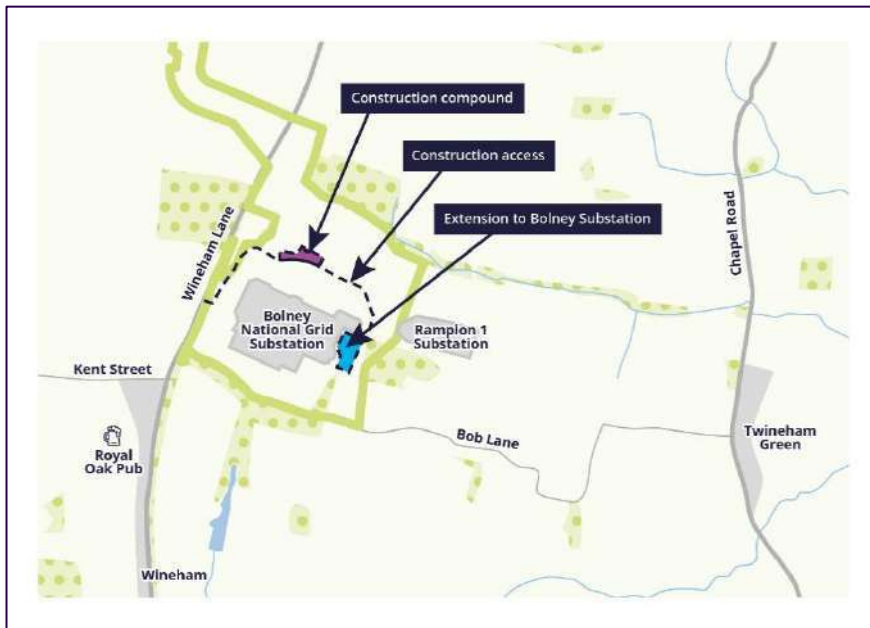 Construction compound
Construction access
Extension to Bolney Substation
Wineham Lane
Chapel Road
Bolney
National Grid
Substation
Rampion 1
Substation
Kent Street
Royal
Oak Pub
Bob Lane
Twineham
Green
Wineham